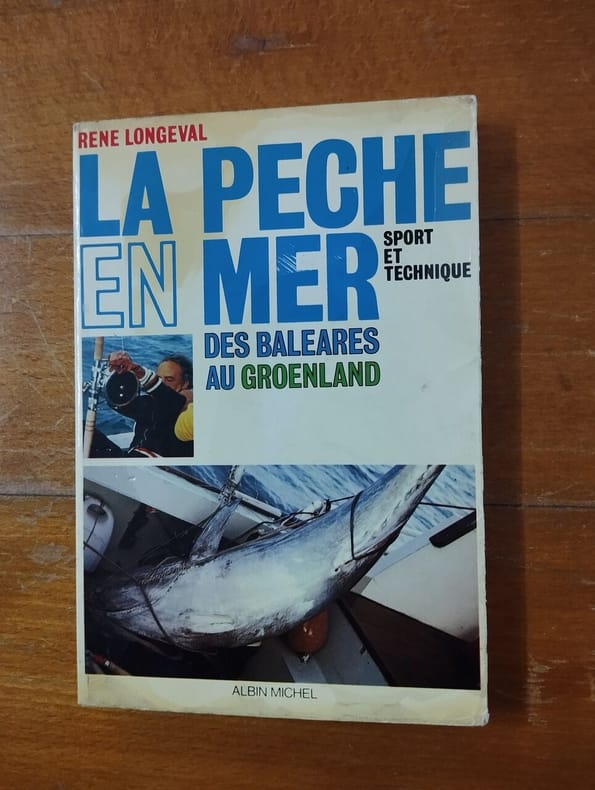 RENE LONGEVAL
LA PECHE
EN MER
SPORT
ET
TECHNIQUE
DES BALEARES
AU GROENLAND
ALBIN MICHEL